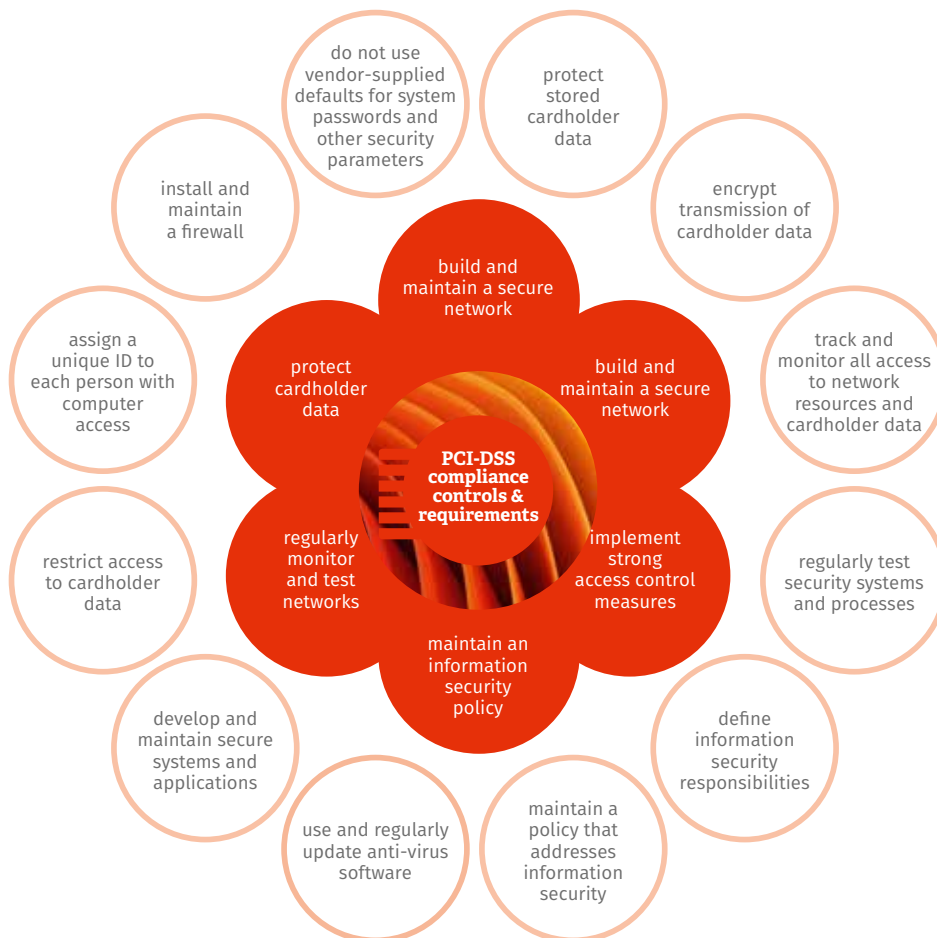 do not use
vendor-supplied
defaults for system
passwords and
other security
parameters
protect
stored
cardholder
data
install and
maintain
a firewall
encrypt
transmission of
cardholder data
build and
maintain a secure
network
assign a
unique ID to
each person with
computer
access
protect
cardholder
data
build and
maintain a secure
network
track and
monitor all access
to network
resources and
cardholder data
PCI-DSS
compliance
controls &
requirements
restrict access
to cardholder
data
regularly
monitor
and test
networks
implement
strong
access control
measures
regularly test
security systems
and processes
maintain an
information
security
policy
develop and
maintain secure
systems and
applications
define
information
security
responsibilities
use and regularly
update anti-virus
software
maintain a
policy that
addresses
information
security